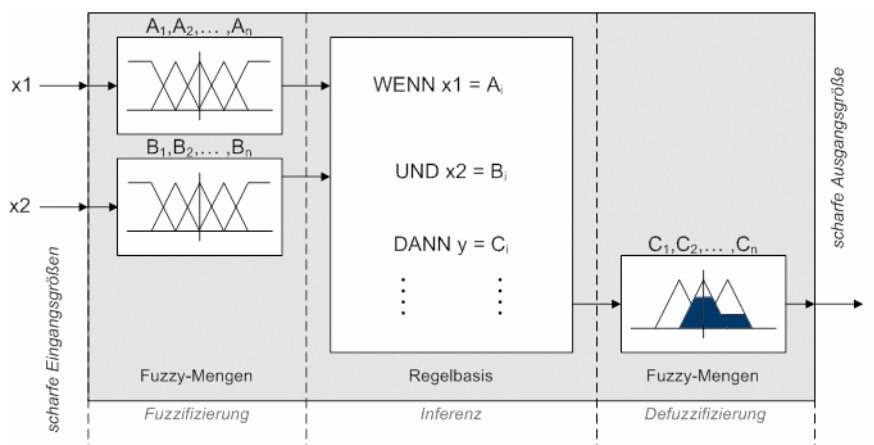 A₁,A₂,… ,Aₙ
x1
WENN x1 = Aᵢ
B₁,B₂,… ,Bₙ
UND x2 = Bᵢ
x2
DANN y = Cᵢ
C₁,C₂,… ,Cₙ
scharfe Eingangsgrößen
scharfe Ausgangsgröße
Fuzzy-Mengen
Regelbasis
Fuzzy-Mengen
Fuzzifizierung
Inferenz
Defuzzifizierung